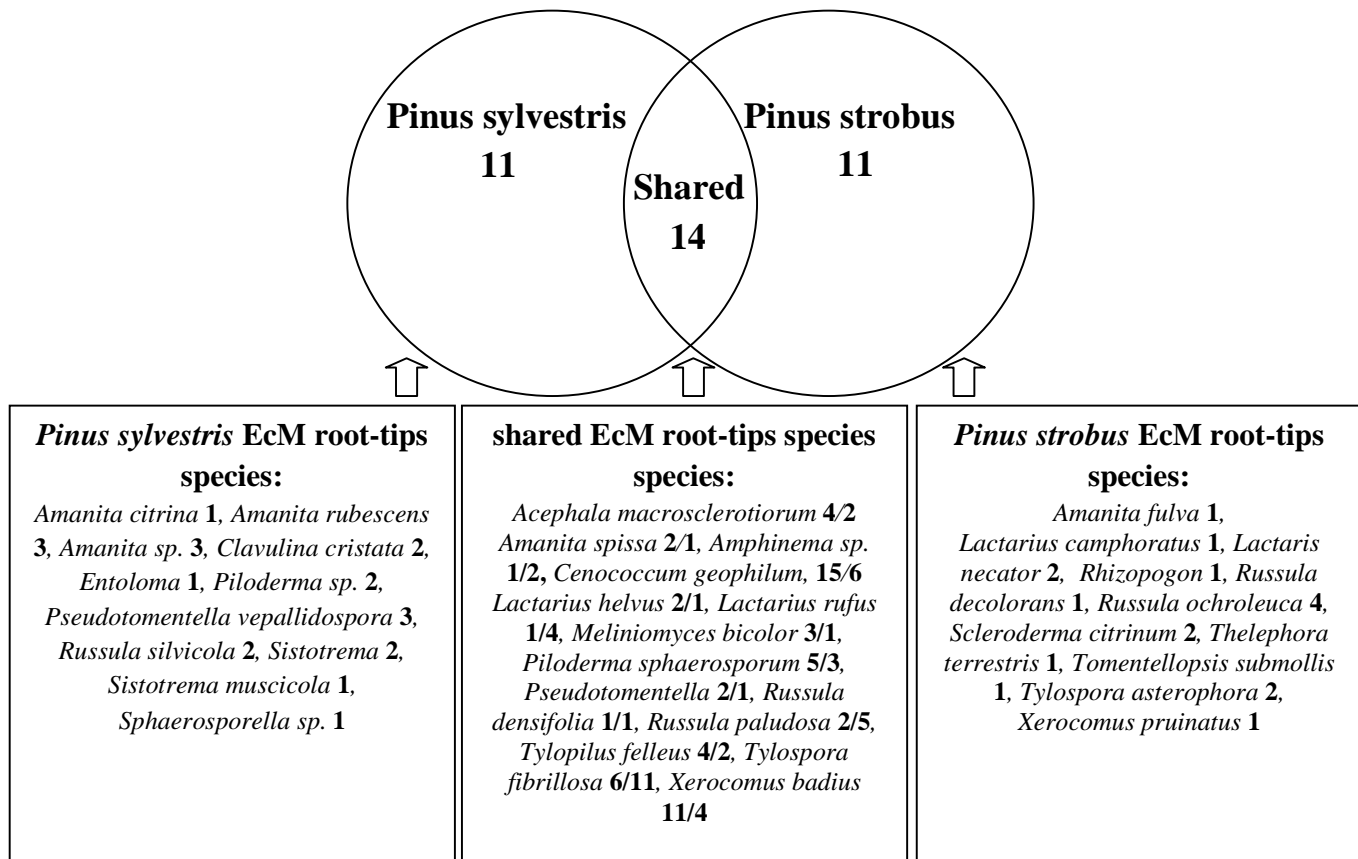 Pinus sylvestris
11
Pinus strobus
11
Shared
14
Pinus sylvestris EcM root-tips
species:
Amanita citrina 1, Amanita rubescens
3, Amanita sp. 3, Clavulina cristata 2,
Entoloma 1, Piloderma sp. 2,
Pseudotomentella vepallidospora 3,
Russula silvicola 2, Sistotrema 2,
Sistotrema muscicola 1,
Sphaerosporella sp. 1
shared EcM root-tips species
species:
Acephala macrosclerotiorum 4/2
Amanita spissa 2/1, Amphinema sp.
1/2, Cenococcum geophilum, 15/6
Lactarius helvus 2/1, Lactarius rufus
1/4, Meliniomyces bicolor 3/1,
Piloderma sphaerosporum 5/3,
Pseudotomentella 2/1, Russula
densifolia 1/1, Russula paludosa 2/5,
Tylopilus felleus 4/2, Tylospora
fibrillosa 6/11, Xerocomus badius
11/4
Pinus strobus EcM root-tips
species:
Amanita fulva 1,
Lactarius camphoratus 1, Lactaris
necator 2, Rhizopogon 1, Russula
decolorans 1, Russula ochroleuca 4,
Scleroderma citrinum 2, Thelephora
terrestris 1, Tomentellopsis submollis
1, Tylospora asterophora 2,
Xerocomus pruinatus 1